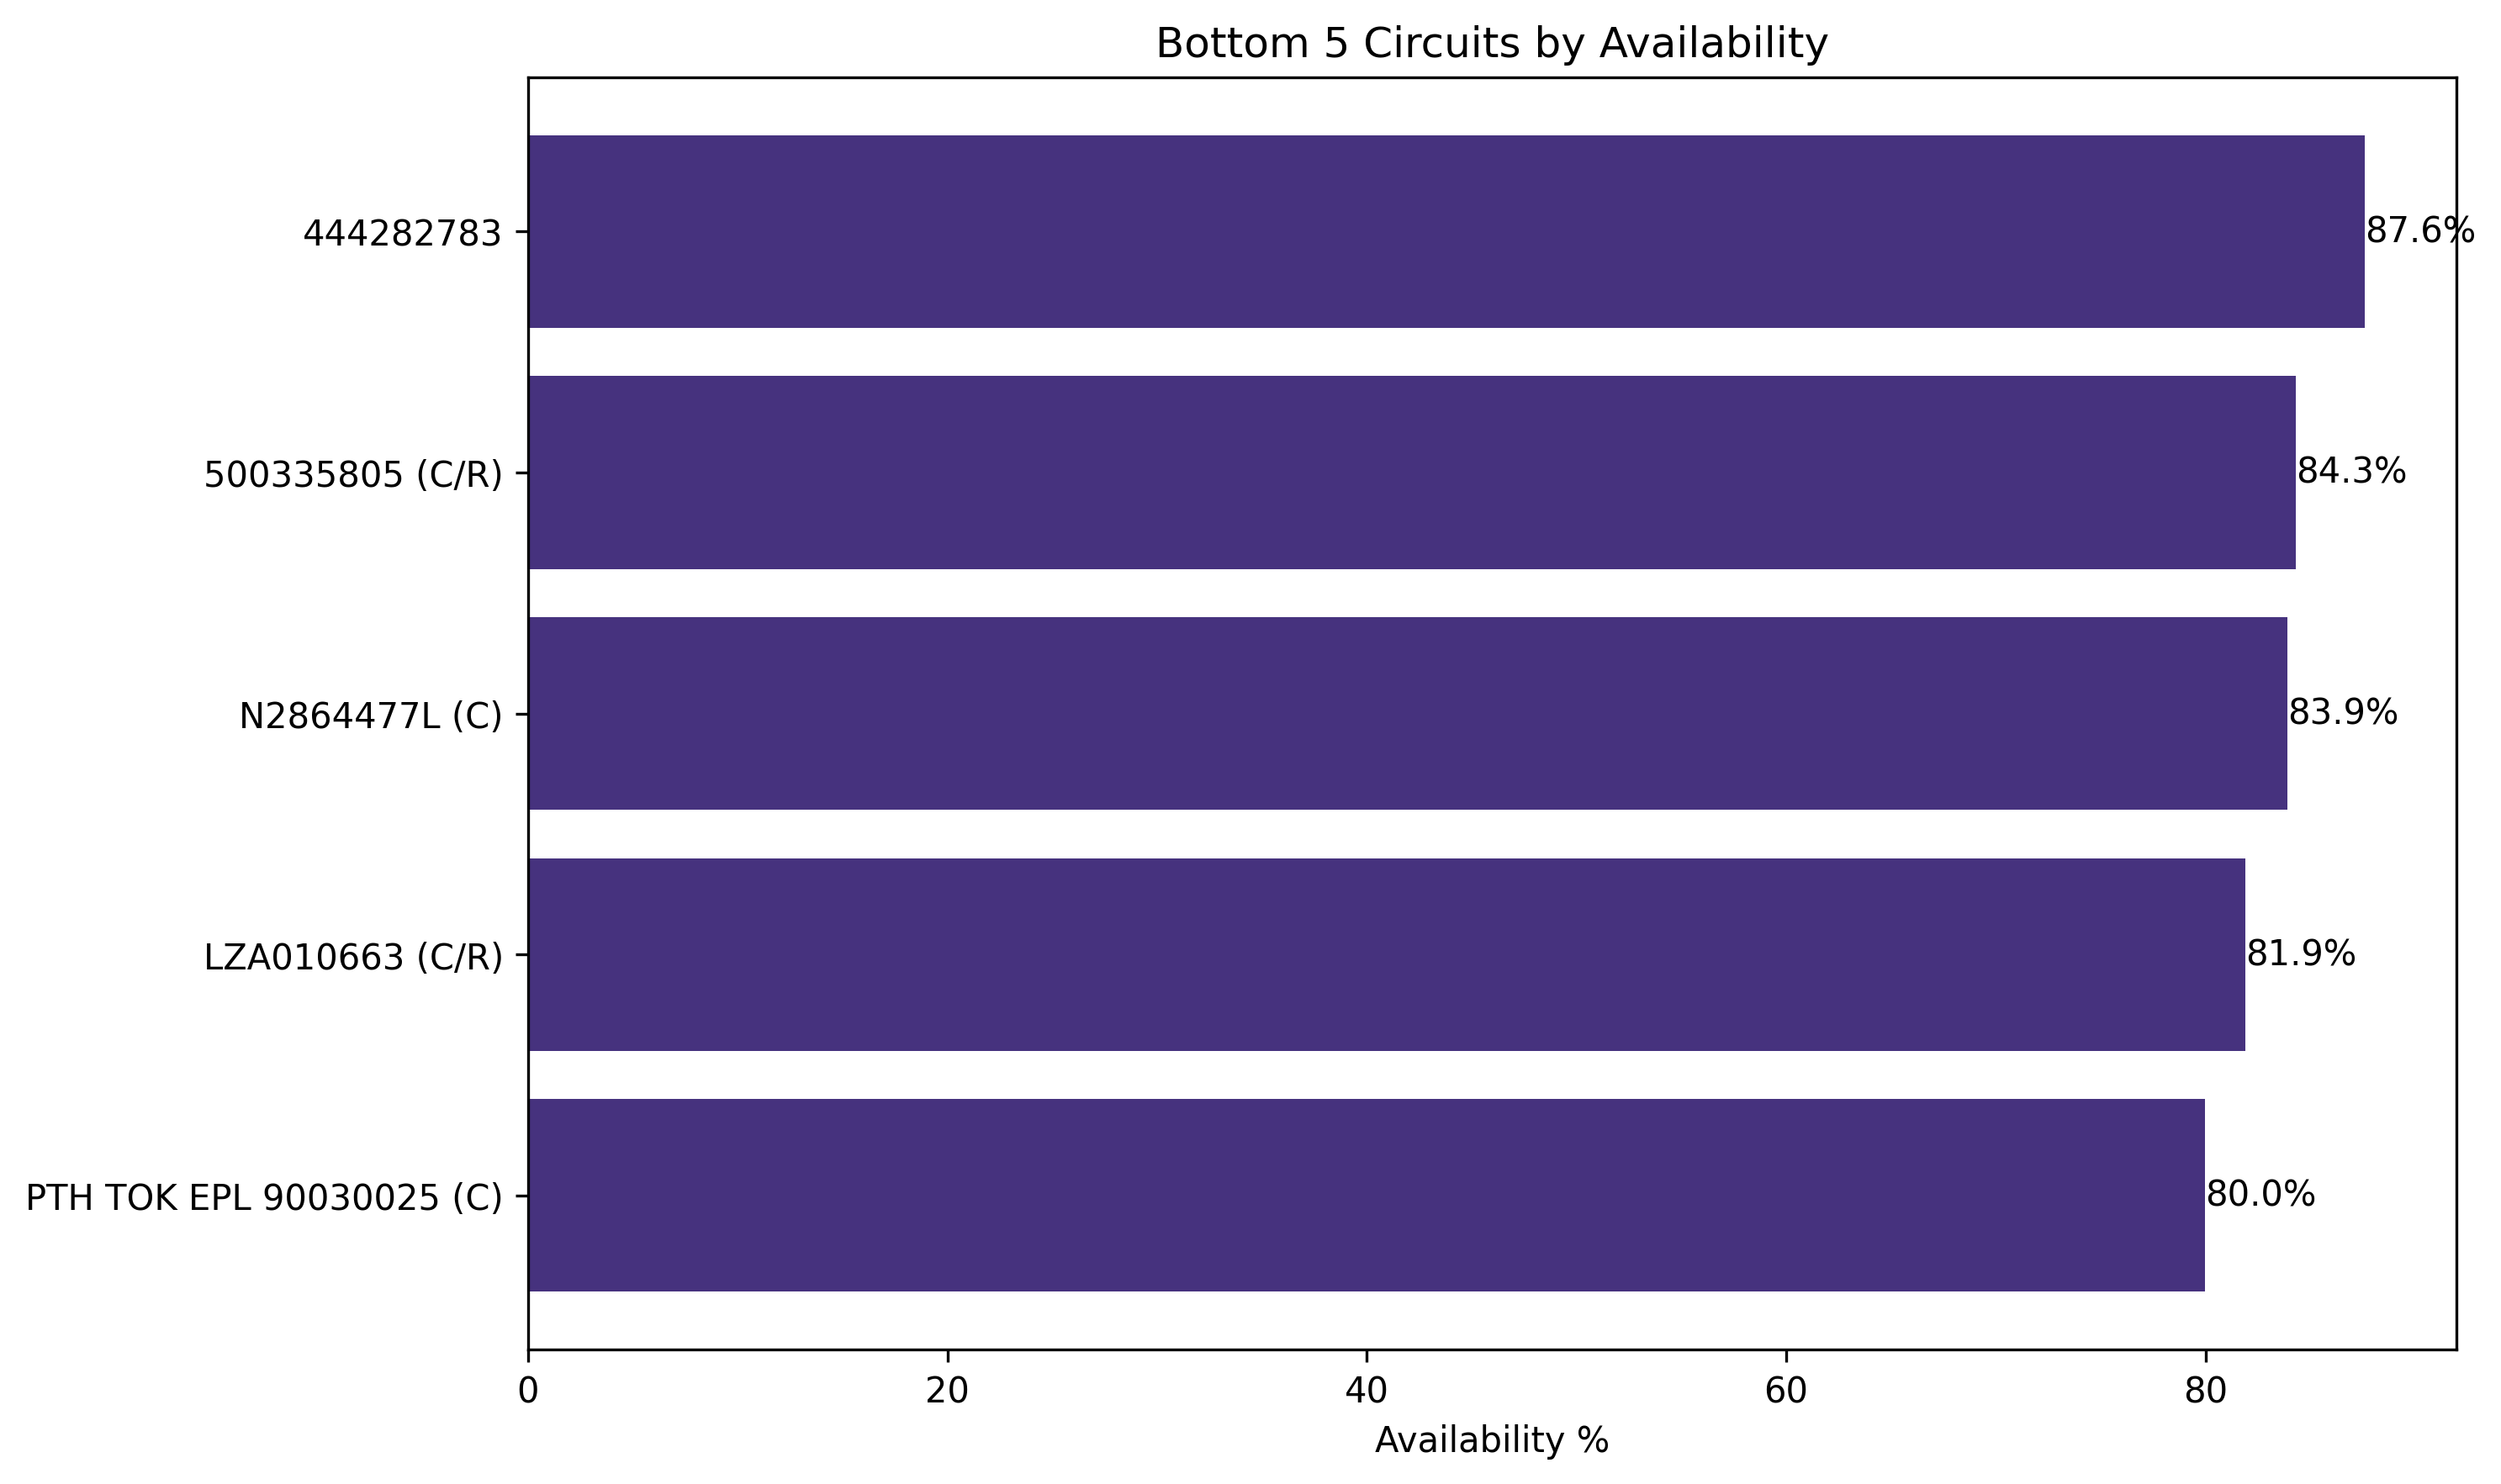 Bottom 5 Circuits by Availability
444282783
87.6%
500335805 (C/R)
84.3%
N2864477L (C)
83.9%
LZA010663 (C/R)
81.9%
PTH TOK EPL 90030025 (C)
80.0%
0 20 40 60 80
Availability %